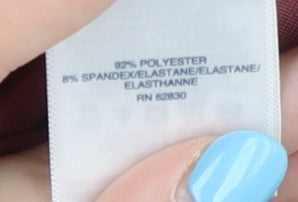 92% POLYESTER
8% SPANDEX/ELASTANE/ELASTANE/
ELASTHANNE
RN 62830